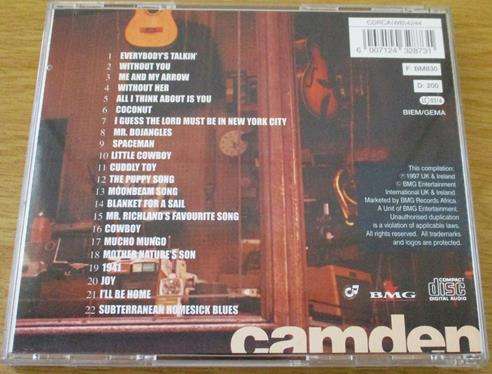 CDRCA(WM)4244
6 007124 328731
F: BM830
D: 200
BIEM/GEMA
1 EVERYBODY'S TALKIN'
2 WITHOUT YOU
3 ME AND MY ARROW
4 WITHOUT HER
5 ALL I THINK ABOUT IS YOU
6 COCONUT
7 I GUESS THE LORD MUST BE IN NEW YORK CITY
8 MR. BOJANGLES
9 SPACEMAN
10 LITTLE COWBOY
11 CUDDLY TOY
12 THE PUPPY SONG
13 MOONBEAM SONG
14 BLANKET FOR A SAIL
15 MR. RICHLAND'S FAVOURITE SONG
16 COWBOY
17 MUCHO MUNGO
18 MOTHER NATURE'S SON
19 1941
20 JOY
21 I'LL BE HOME
22 SUBTERRANEAN HOMESICK BLUES
This compilation:
℗ 1997 UK & Ireland
© BMG Entertainment
International UK & Ireland.
Marketed by BMG Records Africa.
A Unit of BMG Entertainment.
Unauthorised duplication
is a violation of applicable laws.
All rights reserved. All trademarks
and logos are protected.
BMG
COMPACT
disc
DIGITAL AUDIO
camden